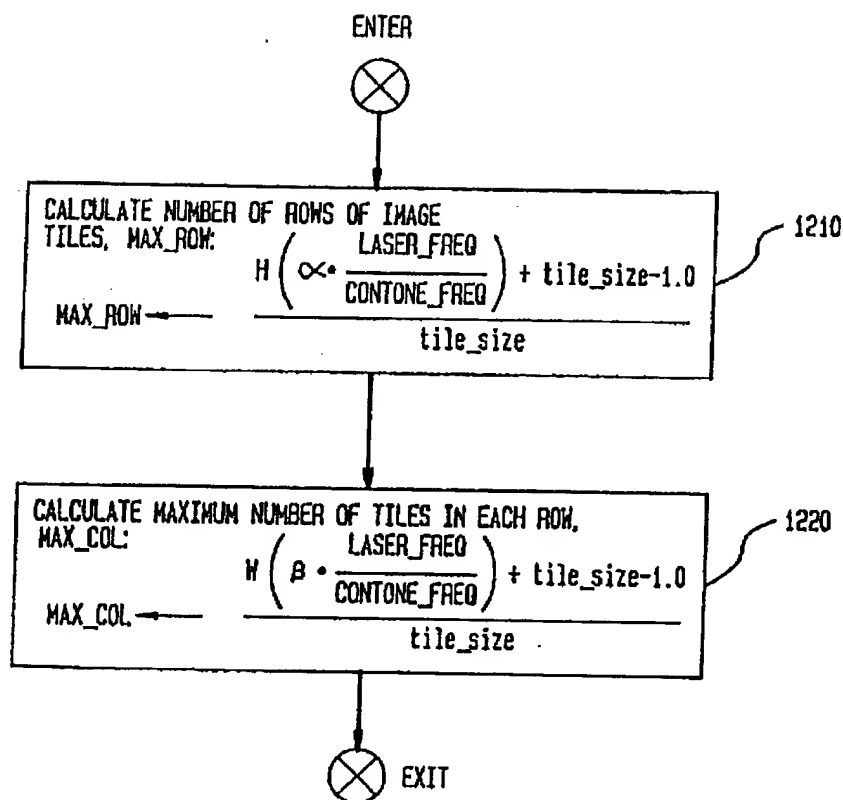 ENTER
CALCULATE NUMBER OF ROWS OF IMAGE
TILES, MAX_ROW:
MAX_ROW ← H ( α • LASER_FREQ / CONTONE_FREQ ) + tile_size-1.0
tile_size
1210
CALCULATE MAXIMUM NUMBER OF TILES IN EACH ROW,
MAX_COL:
MAX_COL ← W ( β • LASER_FREQ / CONTONE_FREQ ) + tile_size-1.0
tile_size
1220
EXIT